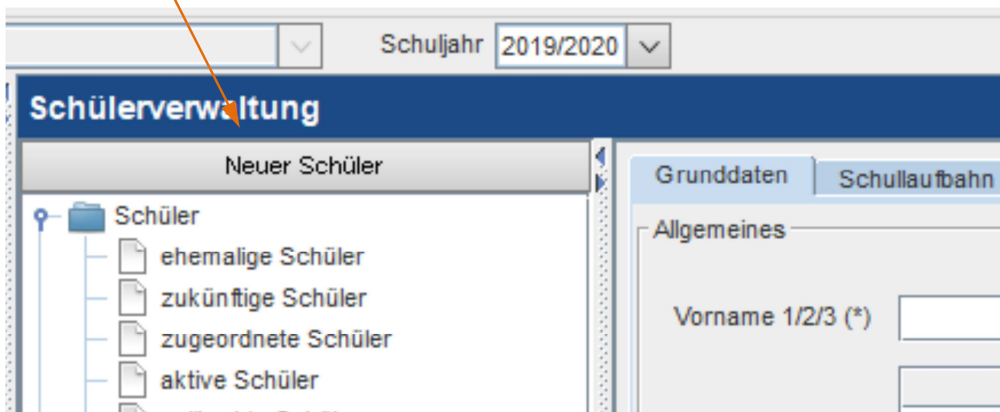 Schuljahr 2019/2020
Schülerverwaltung
Neuer Schüler
Schüler
ehemalige Schüler
zukünftige Schüler
zugeordnete Schüler
aktive Schüler
Grunddaten Schullaufbahn
Allgemeines
Vorname 1/2/3 (*)